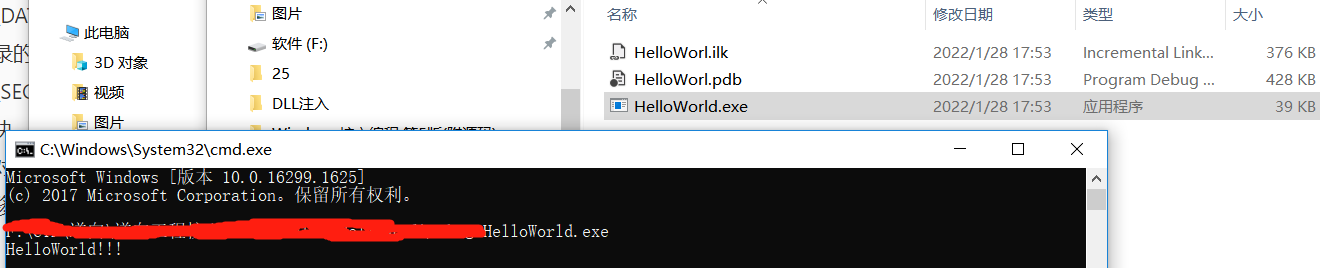 _DAT
录的
_SEC
图片
此电脑
3D 对象
视频
图片
软件 (F:)
25
DLL注入
名称 修改日期 类型 大小
HelloWorl.ilk 2022/1/28 17:53 Incremental Link... 376 KB
HelloWorl.pdb 2022/1/28 17:53 Program Debug ... 428 KB
HelloWorld.exe 2022/1/28 17:53 应用程序 39 KB
C:\Windows\System32\cmd.exe
Microsoft Windows [版本 10.0.16299.1625]
(c) 2017 Microsoft Corporation。保留所有权利。
HelloWorld.exe
HelloWorld!!!